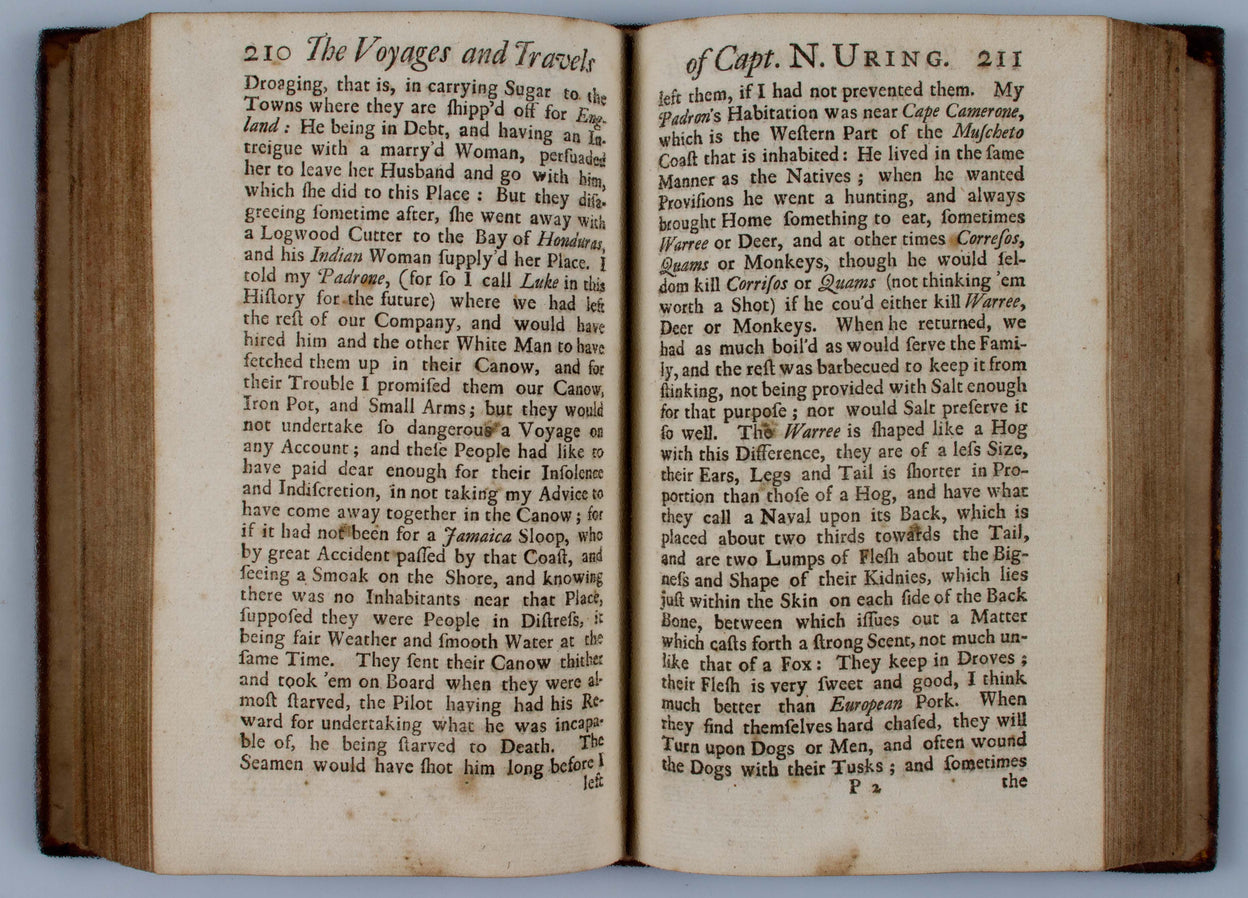 210 The Voyages and Travels
Droaging, that is, in carrying Sugar to the
Towns where they are ſhipp'd off for Eng-
land: He being in Debt, and having an In-
treigue with a marry'd Woman, perſuaded
her to leave her Husband and go with him,
which ſhe did to this Place: But they diſa-
greeing ſometime after, ſhe went away with
a Logwood Cutter to the Bay of Honduras,
and his Indian Woman ſupply'd her Place. I
told my Padrone, (for ſo I call Luke in this
Hiſtory for the future) where we had left
the reſt of our Company, and would have
hired him and the other White Man to have
fetched them up in their Canow, and for
their Trouble I promiſed them our Canow,
Iron Pot, and Small Arms; but they would
not undertake ſo dangerous a Voyage on
any Account; and theſe People had like to
have paid dear enough for their Inſolence
and Indiſcretion, in not taking my Advice to
have come away together in the Canow; for
if it had not been for a Jamaica Sloop, who
by great Accident paſſed by that Coaſt, and
ſeeing a Smoak on the Shore, and knowing
there was no Inhabitants near that Place,
ſuppoſed they were People in Diſtreſs, it
being fair Weather and ſmooth Water at the
ſame Time. They ſent their Canow thither
and took 'em on Board when they were al-
moſt ſtarved, the Pilot having had his Re-
ward for undertaking what he was incapa-
ble of, he being ſtarved to Death. The
Seamen would have ſhot him long before I
left
of Capt. N. URING. 211
left them, if I had not prevented them. My
Padron's Habitation was near Cape Camerone,
which is the Weſtern Part of the Muſcheto
Coaſt that is inhabited: He lived in the ſame
Manner as the Natives; when he wanted
Proviſions he went a hunting, and always
brought Home ſomething to eat, ſometimes
Warree or Deer, and at other times Correſos,
Quams or Monkeys, though he would ſel-
dom kill Corriſos or Quams (not thinking 'em
worth a Shot) if he cou'd either kill Warree,
Deer or Monkeys. When he returned, we
had as much boil'd as would ſerve the Fami-
ly, and the reſt was barbecued to keep it from
ſtinking, not being provided with Salt enough
for that purpoſe; nor would Salt preſerve it
ſo well. The Warree is ſhaped like a Hog
with this Difference, they are of a leſs Size,
their Ears, Legs and Tail is ſhorter in Pro-
portion than thoſe of a Hog, and have what
they call a Naval upon its Back, which is
placed about two thirds towards the Tail,
and are two Lumps of Fleſh about the Big-
neſs and Shape of their Kidnies, which lies
juſt within the Skin on each ſide of the Back
Bone, between which iſſues out a Matter
which caſts forth a ſtrong Scent, not much un-
like that of a Fox: They keep in Droves;
their Fleſh is very ſweet and good, I think
much better than European Pork. When
they find themſelves hard chaſed, they will
Turn upon Dogs or Men, and often wound
the Dogs with their Tusks; and ſometimes
P 2 the